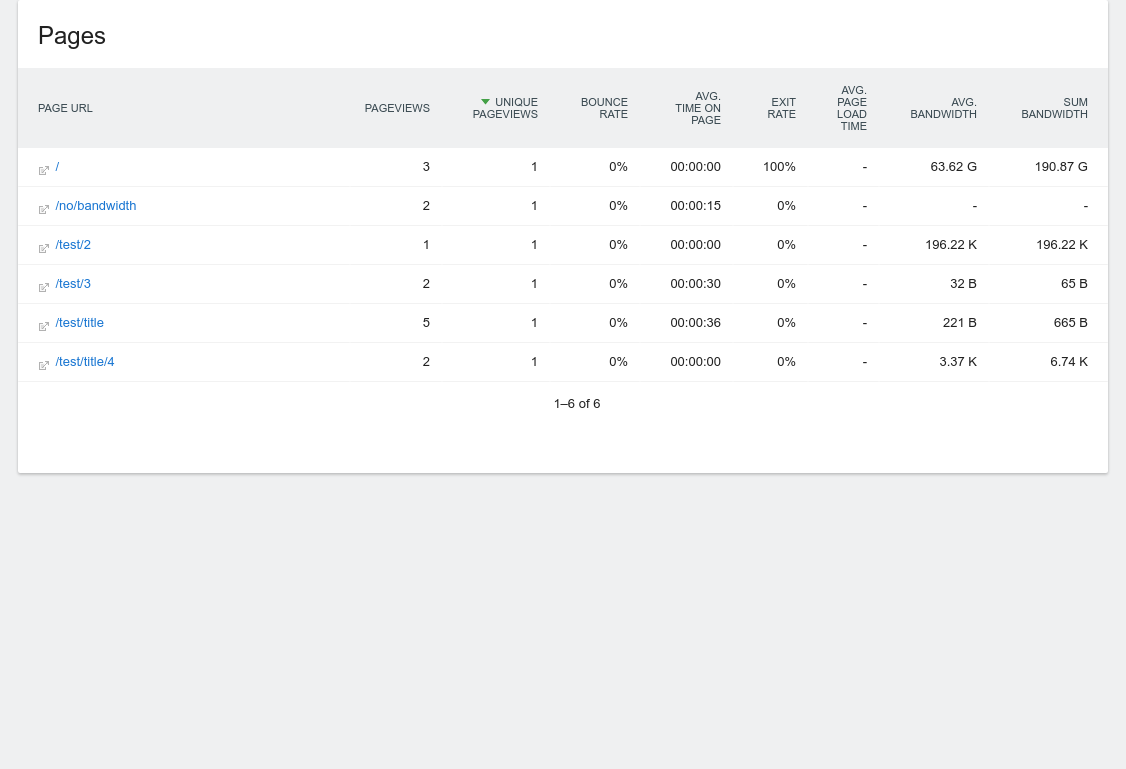 Pages
PAGE URL PAGEVIEWS UNIQUE PAGEVIEWS BOUNCE RATE AVG. TIME ON PAGE EXIT RATE AVG. PAGE LOAD TIME AVG. BANDWIDTH SUM BANDWIDTH
/ 3 1 0% 00:00:00 100% - 63.62 G 190.87 G
/no/bandwidth 2 1 0% 00:00:15 0% - - -
/test/2 1 1 0% 00:00:00 0% - 196.22 K 196.22 K
/test/3 2 1 0% 00:00:30 0% - 32 B 65 B
/test/title 5 1 0% 00:00:36 0% - 221 B 665 B
/test/title/4 2 1 0% 00:00:00 0% - 3.37 K 6.74 K
1–6 of 6